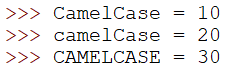 >>> CamelCase = 10
>>> camelCase = 20
>>> CAMELCASE = 30